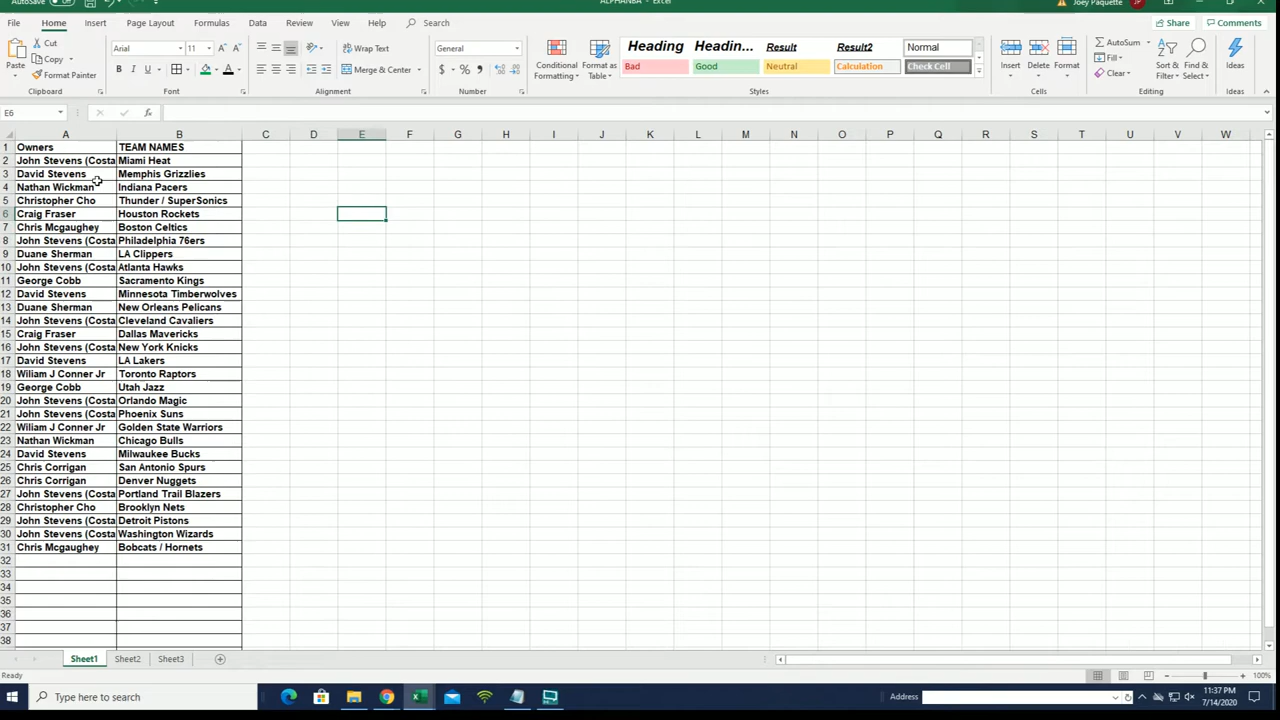 AutoSave Off ALPHANBA - Excel Joey Paquette JP
File Home Insert Page Layout Formulas Data Review View Help Search Share Comments
Paste Cut Copy Format Painter Clipboard
Arial 11 B I U A Font
Wrap Text Merge & Center Alignment
General $ % , Number
Conditional Formatting Format as Table
Heading Headin... Result Result2 Normal
Bad Good Neutral Calculation Check Cell
Styles
Insert Delete Format Cells
AutoSum Fill Clear Sort & Filter Find & Select Editing
Ideas Ideas
E6 fx
A B C D E F G H I J K L M N O P Q R S T U V W
1 Owners TEAM NAMES
2 John Stevens (Costa Miami Heat
3 David Stevens Memphis Grizzlies
4 Nathan Wickman Indiana Pacers
5 Christopher Cho Thunder / SuperSonics
6 Craig Fraser Houston Rockets
7 Chris Mcgaughey Boston Celtics
8 John Stevens (Costa Philadelphia 76ers
9 Duane Sherman LA Clippers
10 John Stevens (Costa Atlanta Hawks
11 George Cobb Sacramento Kings
12 David Stevens Minnesota Timberwolves
13 Duane Sherman New Orleans Pelicans
14 John Stevens (Costa Cleveland Cavaliers
15 Craig Fraser Dallas Mavericks
16 John Stevens (Costa New York Knicks
17 David Stevens LA Lakers
18 Wiliam J Conner Jr Toronto Raptors
19 George Cobb Utah Jazz
20 John Stevens (Costa Orlando Magic
21 John Stevens (Costa Phoenix Suns
22 Wiliam J Conner Jr Golden State Warriors
23 Nathan Wickman Chicago Bulls
24 David Stevens Milwaukee Bucks
25 Chris Corrigan San Antonio Spurs
26 Chris Corrigan Denver Nuggets
27 John Stevens (Costa Portland Trail Blazers
28 Christopher Cho Brooklyn Nets
29 John Stevens (Costa Detroit Pistons
30 John Stevens (Costa Washington Wizards
31 Chris Mcgaughey Bobcats / Hornets
32
33
34
35
36
37
38
Sheet1 Sheet2 Sheet3
Ready 100%
Type here to search Address 11:37 PM
7/14/2020